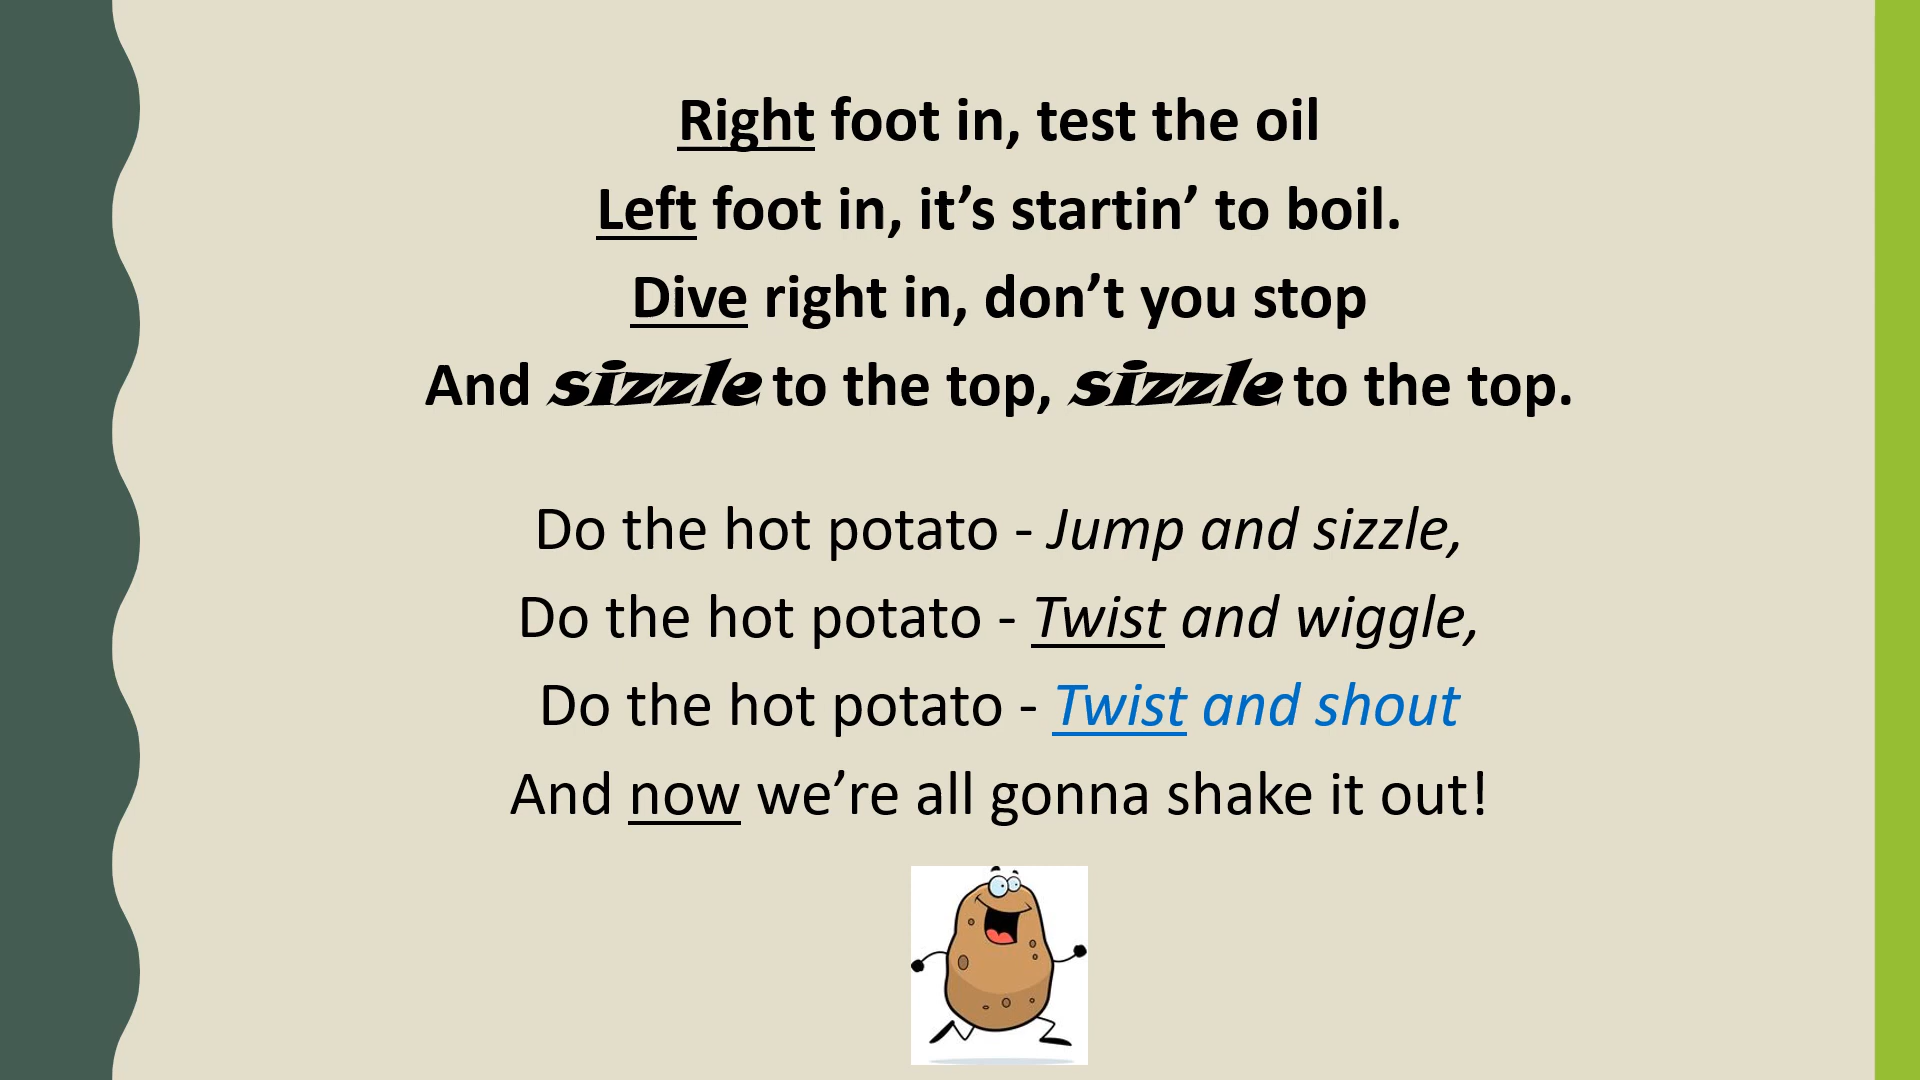 Right foot in, test the oil
Left foot in, it’s startin’ to boil.
Dive right in, don’t you stop
And sizzle to the top, sizzle to the top.
Do the hot potato - Jump and sizzle,
Do the hot potato - Twist and wiggle,
Do the hot potato - Twist and shout
And now we’re all gonna shake it out!